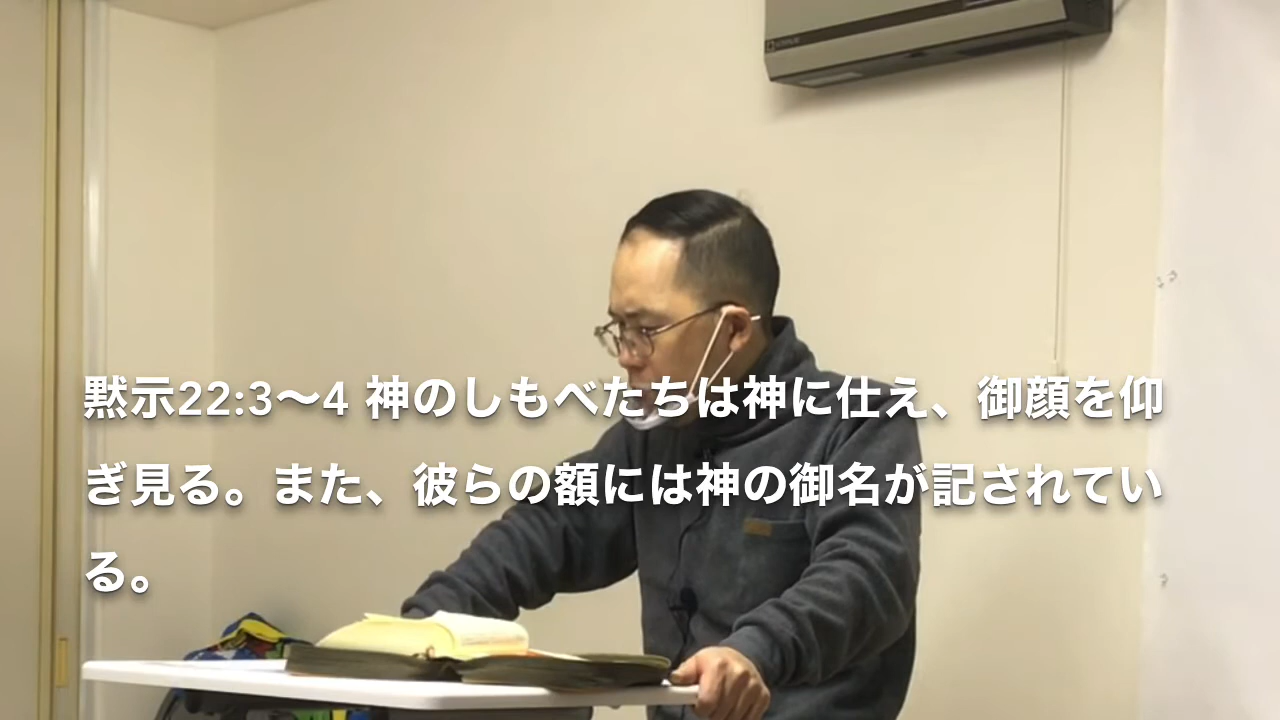 黙示22:3〜4 神のしもべたちは神に仕え、御顔を仰
ぎ見る。また、彼らの額には神の御名が記されてい
る。